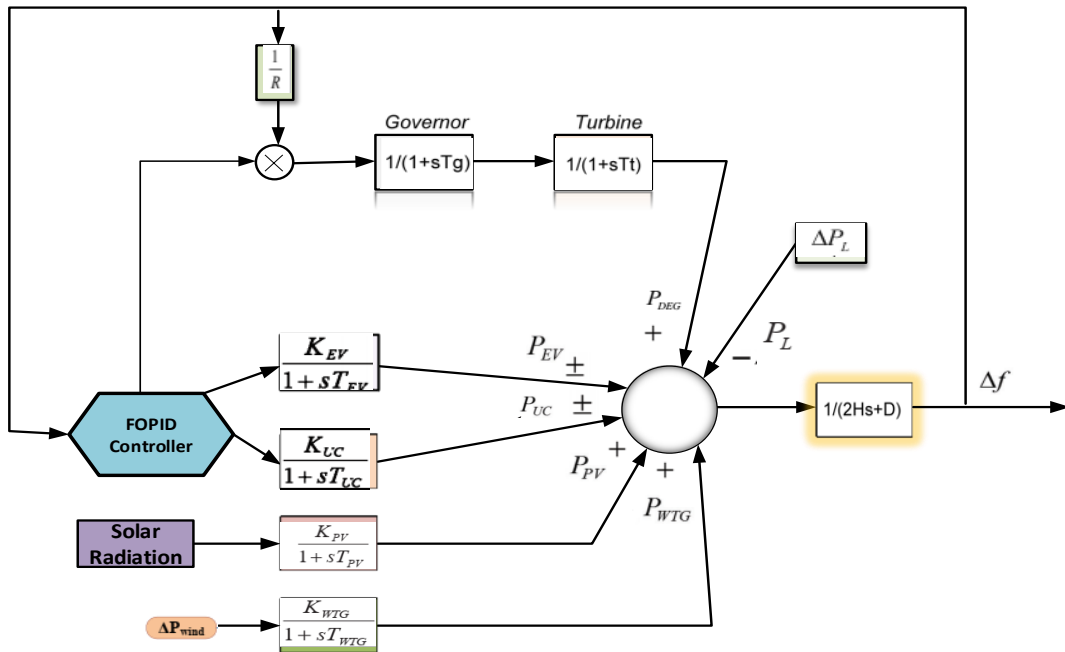 1
R
Governor
Turbine
1/(1+sTg)
1/(1+sTt)
ΔP_L
P_DEG
+
P_L
−
P_EV
±
K_EV
1 + sT_EV
P_UC ±
Δf
1/(2Hs+D)
FOPID
Controller
K_UC
1 + sT_UC
P_PV
+
+
P_WTG
Solar
Radiation
K_PV
1 + sT_PV
ΔP_wind
K_WTG
1 + sT_WTG